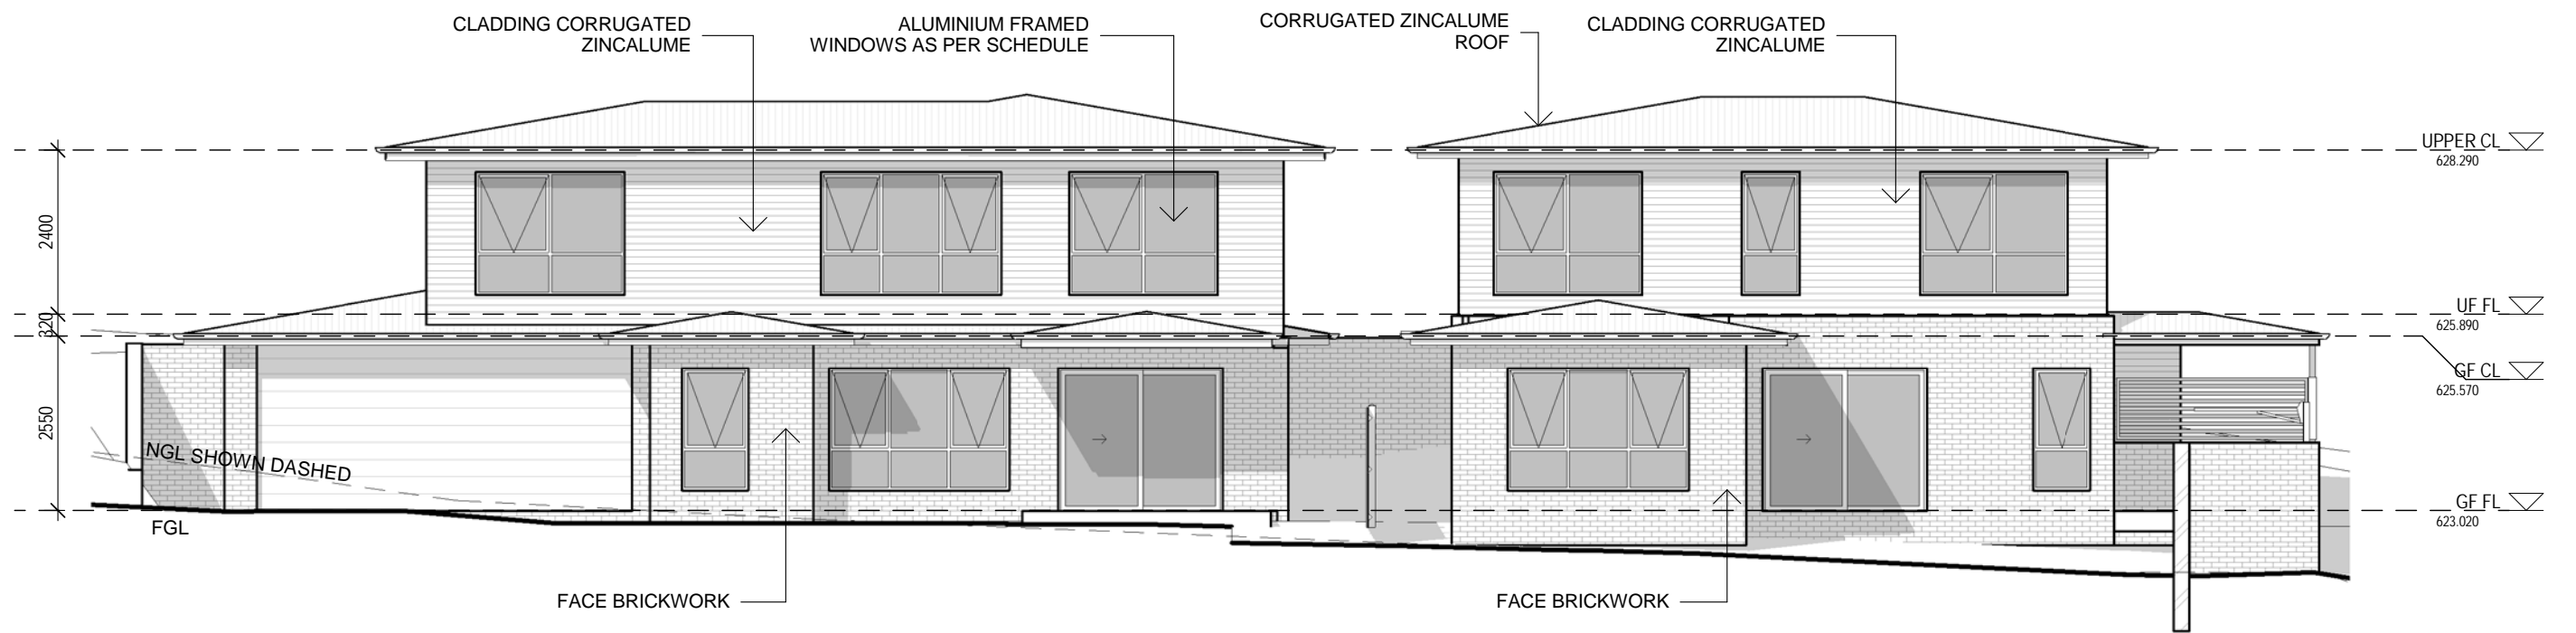 CLADDING CORRUGATED
ZINCALUME
ALUMINIUM FRAMED
WINDOWS AS PER SCHEDULE
CORRUGATED ZINCALUME
ROOF
CLADDING CORRUGATED
ZINCALUME
UPPER CL
628.290
2400
UF FL
625.890
320
GF CL
625.570
2550
NGL SHOWN DASHED
GF FL
623.020
FGL
FACE BRICKWORK
FACE BRICKWORK